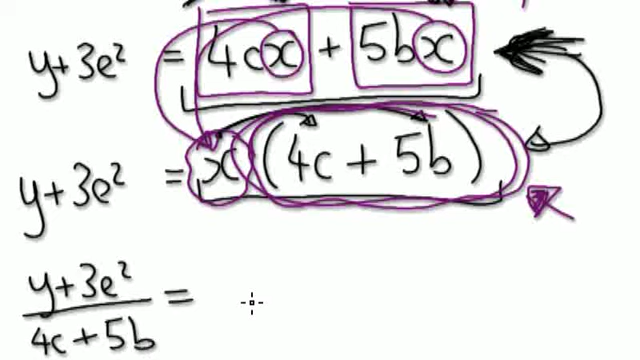 y+3e² = 4cx + 5bx
y+3e² = x (4c + 5b)
y+3e² / 4c+5b =